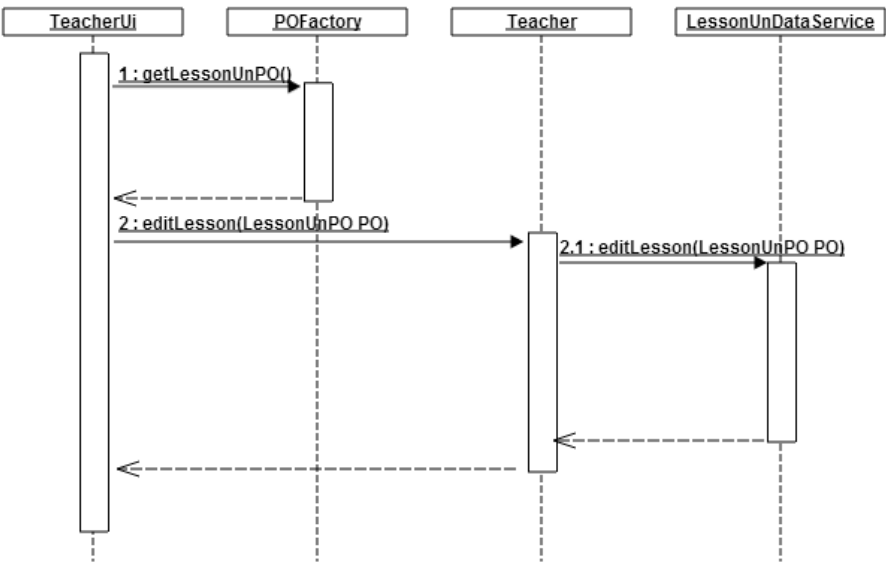 TeacherUi
POFactory
Teacher
LessonUnDataService
1 : getLessonUnPO()
2 : editLesson(LessonUnPO PO)
2.1 : editLesson(LessonUnPO PO)